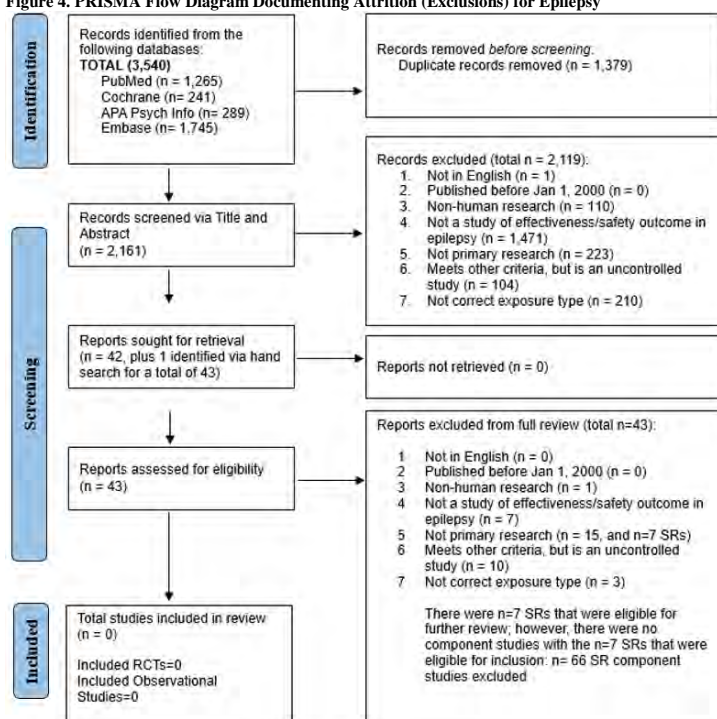 Figure 4. PRISMA Flow Diagram Documenting Attrition (Exclusions) for Epilepsy
Identification
Records identified from the
following databases:
TOTAL (3,540)
PubMed (n = 1,265)
Cochrane (n= 241)
APA Psych Info (n= 289)
Embase (n= 1,745)
Records removed before screening:
Duplicate records removed (n = 1,379)
Screening
Records screened via Title and
Abstract
(n = 2,161)
Records excluded (total n = 2,119):
1. Not in English (n = 1)
2. Published before Jan 1, 2000 (n = 0)
3. Non-human research (n = 110)
4. Not a study of effectiveness/safety outcome in
epilepsy (n = 1,471)
5. Not primary research (n = 223)
6. Meets other criteria, but is an uncontrolled
study (n = 104)
7. Not correct exposure type (n = 210)
Reports sought for retrieval
(n = 42, plus 1 identified via hand
search for a total of 43)
Reports not retrieved (n = 0)
Reports assessed for eligibility
(n = 43)
Reports excluded from full review (total n=43):
1 Not in English (n = 0)
2 Published before Jan 1, 2000 (n = 0)
3 Non-human research (n = 1)
4 Not a study of effectiveness/safety outcome in
epilepsy (n = 7)
5 Not primary research (n = 15, and n=7 SRs)
6 Meets other criteria, but is an uncontrolled
study (n = 10)
7 Not correct exposure type (n = 3)
There were n=7 SRs that were eligible for
further review; however, there were no
component studies with the n=7 SRs that were
eligible for inclusion: n= 66 SR component
studies excluded
Included
Total studies included in review
(n = 0)
Included RCTs=0
Included Observational
Studies=0